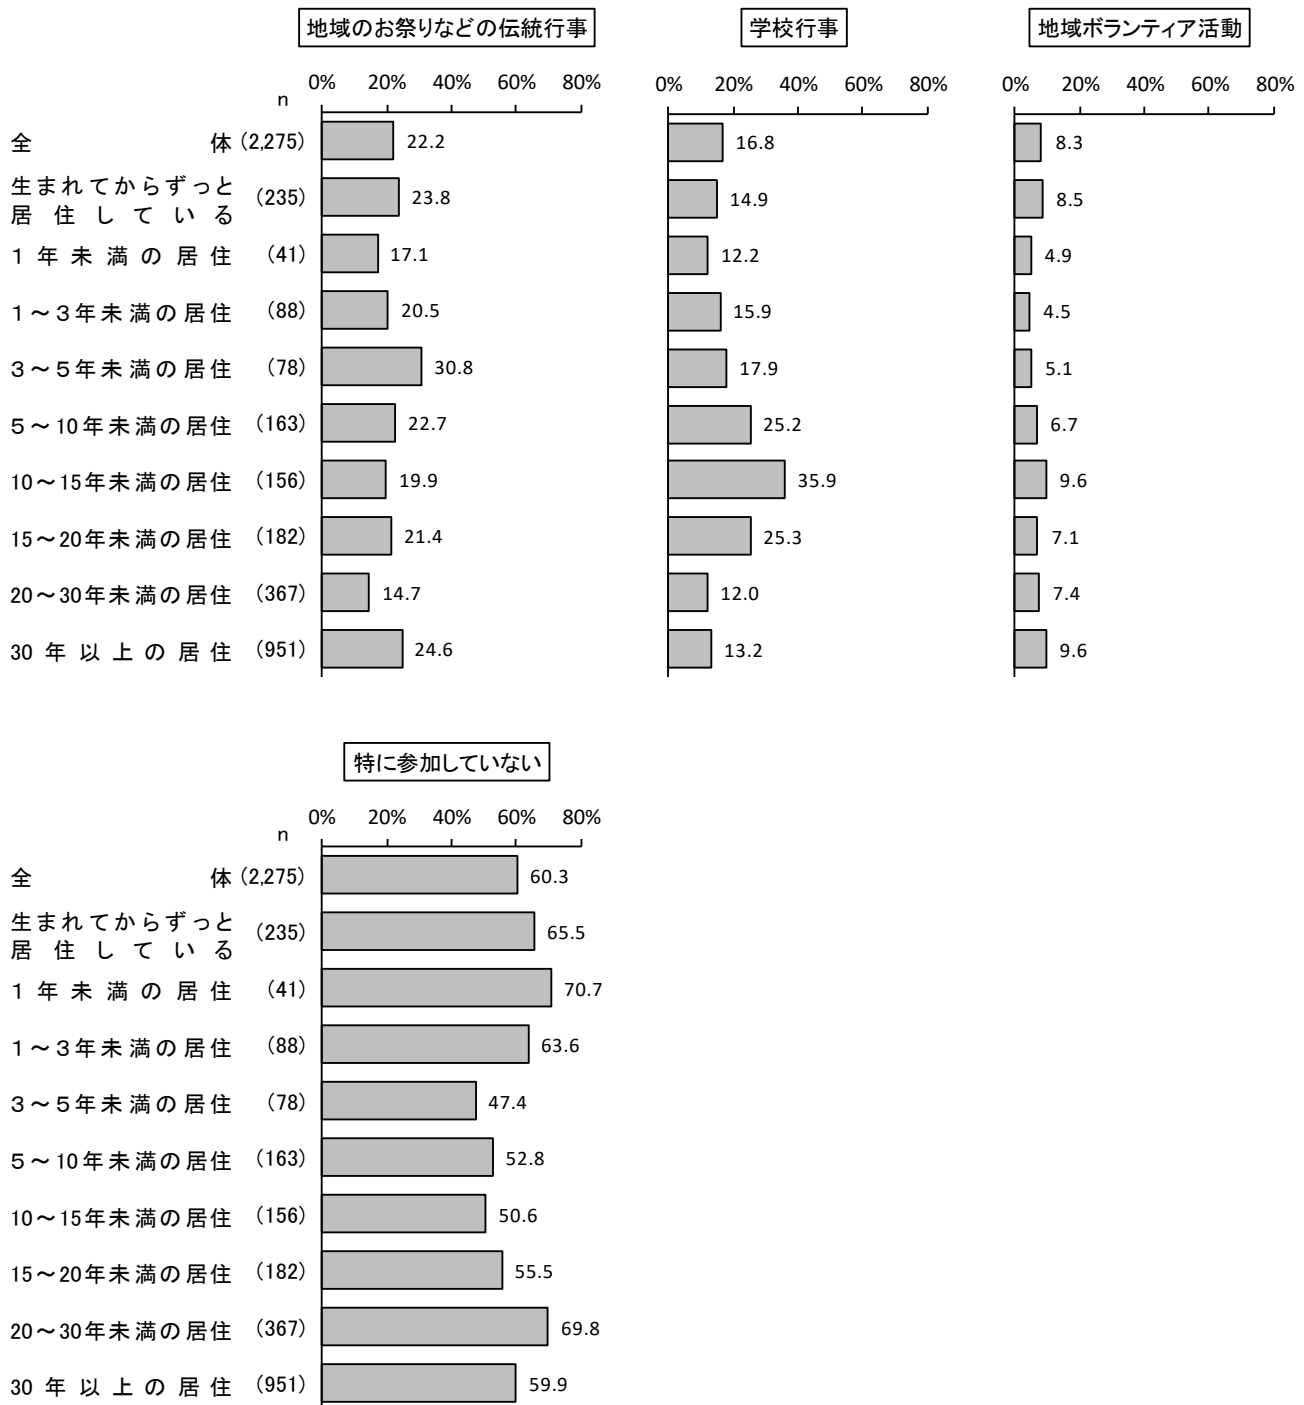 地域のお祭りなどの伝統行事 学校行事 地域ボランティア活動
0% 20% 40% 60% 80% 0% 20% 40% 60% 80% 0% 20% 40% 60% 80%
n
全体 (2,275) 22.2 16.8 8.3
生まれてからずっと
居住している (235) 23.8 14.9 8.5
1年未満の居住 (41) 17.1 12.2 4.9
1～3年未満の居住 (88) 20.5 15.9 4.5
3～5年未満の居住 (78) 30.8 17.9 5.1
5～10年未満の居住 (163) 22.7 25.2 6.7
10～15年未満の居住 (156) 19.9 35.9 9.6
15～20年未満の居住 (182) 21.4 25.3 7.1
20～30年未満の居住 (367) 14.7 12.0 7.4
30年以上の居住 (951) 24.6 13.2 9.6
特に参加していない
0% 20% 40% 60% 80%
n
全体 (2,275) 60.3
生まれてからずっと
居住している (235) 65.5
1年未満の居住 (41) 70.7
1～3年未満の居住 (88) 63.6
3～5年未満の居住 (78) 47.4
5～10年未満の居住 (163) 52.8
10～15年未満の居住 (156) 50.6
15～20年未満の居住 (182) 55.5
20～30年未満の居住 (367) 69.8
30年以上の居住 (951) 59.9